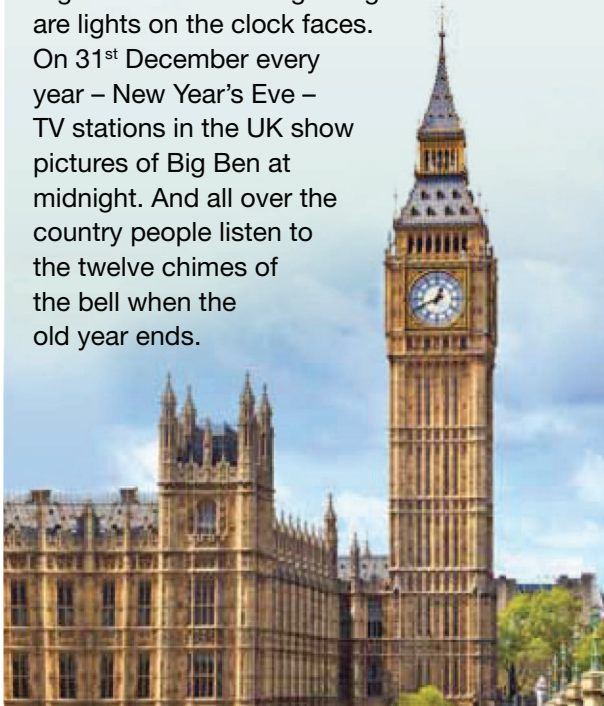 are lights on the clock faces.
On 31st December every
year – New Year's Eve –
TV stations in the UK show
pictures of Big Ben at
midnight. And all over the
country people listen to
the twelve chimes of
the bell when the
old year ends.